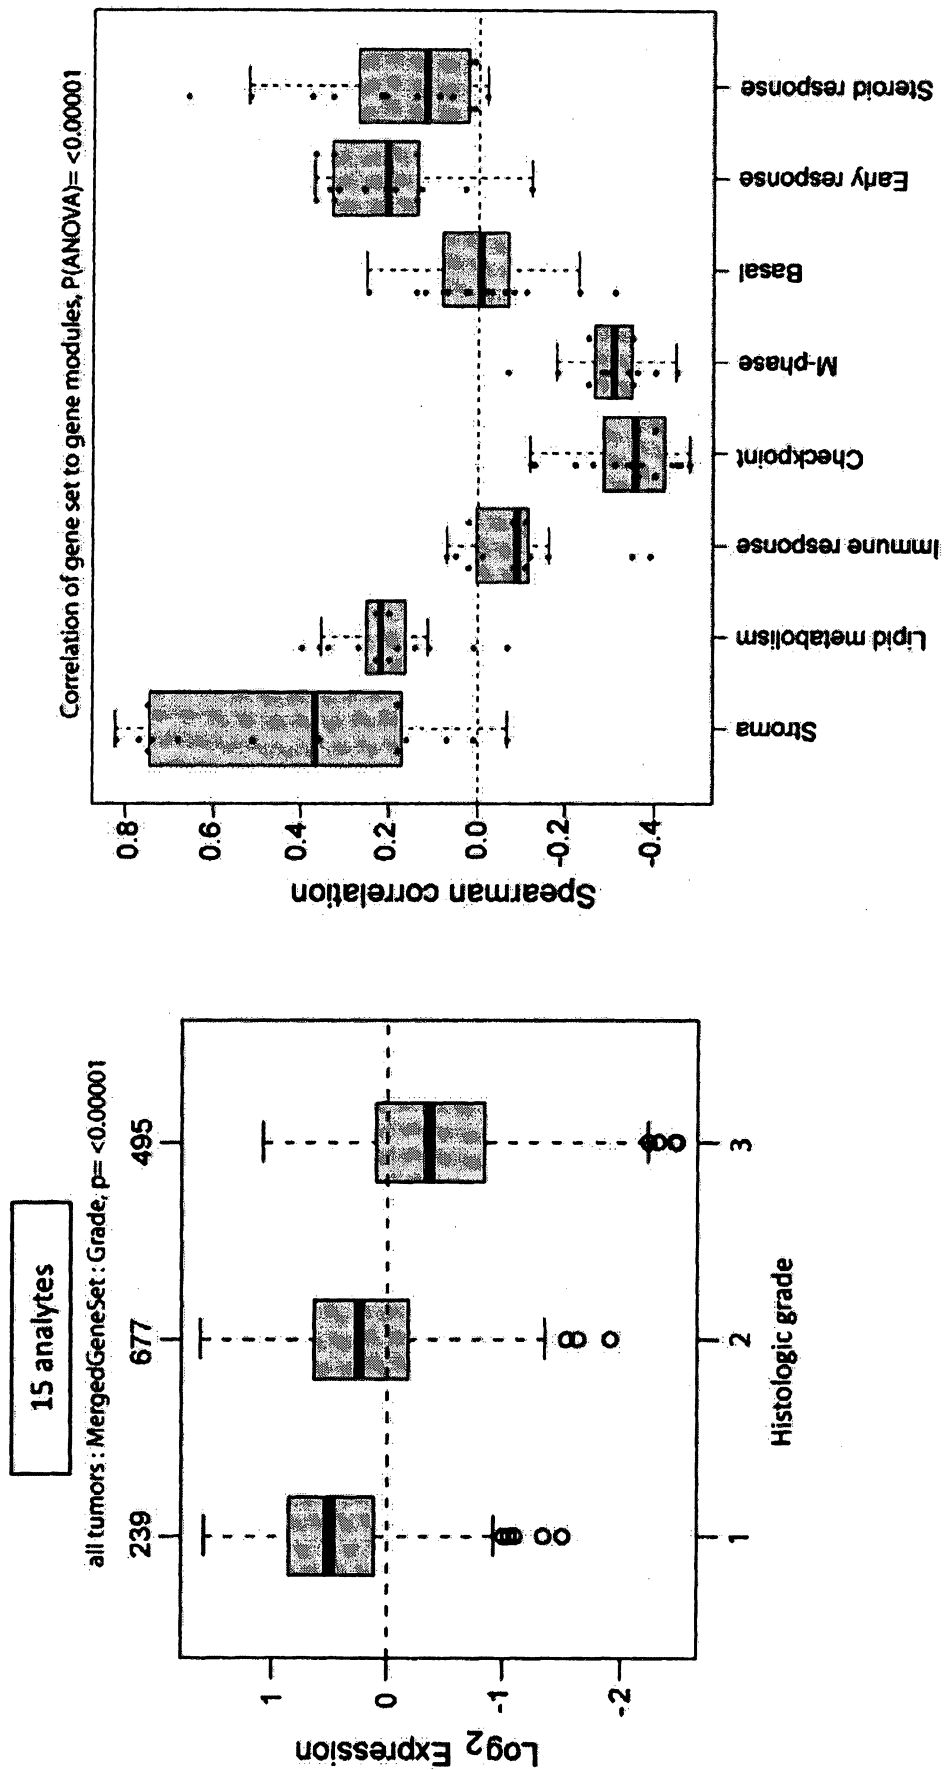 15 analytes
all tumors : MergedGeneSet : Grade, p= <0.00001
239 677 495
1
0
-1
-2
Log2 Expression
1 2 3
Histologic grade
Correlation of gene set to gene modules, P(ANOVA)= <0.00001
0.8
0.6
0.4
0.2
0.0
-0.2
-0.4
Spearman correlation
Stroma
Lipid metabolism
Immune response
Checkpoint
M-phase
Basal
Early response
Steroid response